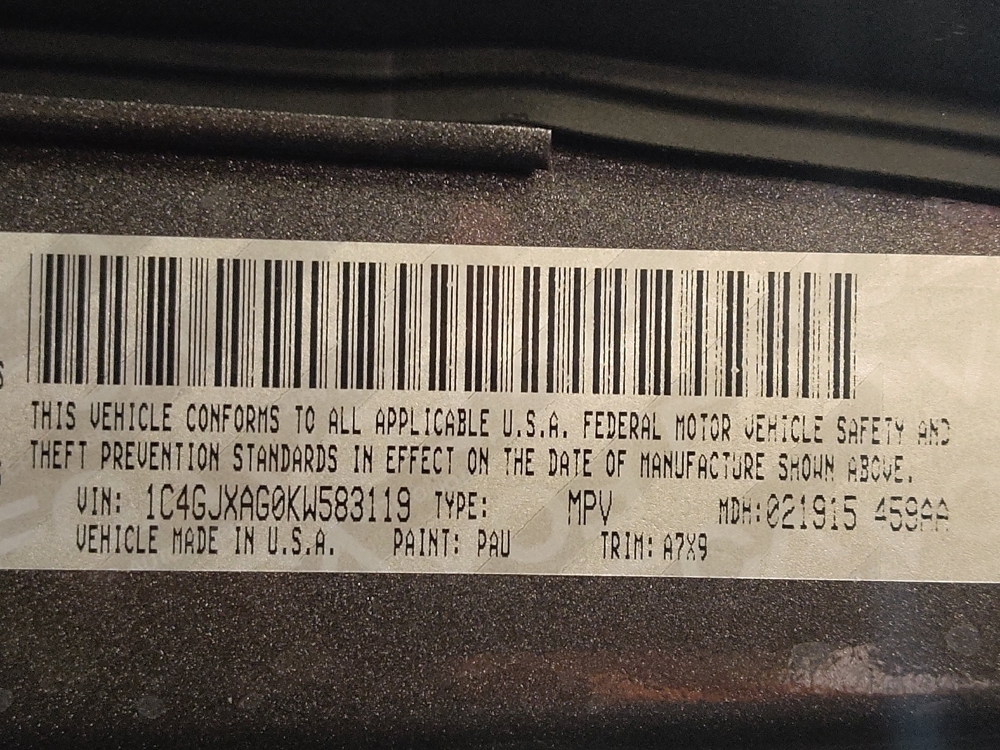 THIS VEHICLE CONFORMS TO ALL APPLICABLE U.S.A. FEDERAL MOTOR VEHICLE SAFETY AND
THEFT PREVENTION STANDARDS IN EFFECT ON THE DATE OF MANUFACTURE SHOWN ABOVE.
VIN: 1C4GJXAG0KW583119 TYPE: MPV MDH:021915 459AA
VEHICLE MADE IN U.S.A. PAINT: PAU TRIM: A7X9